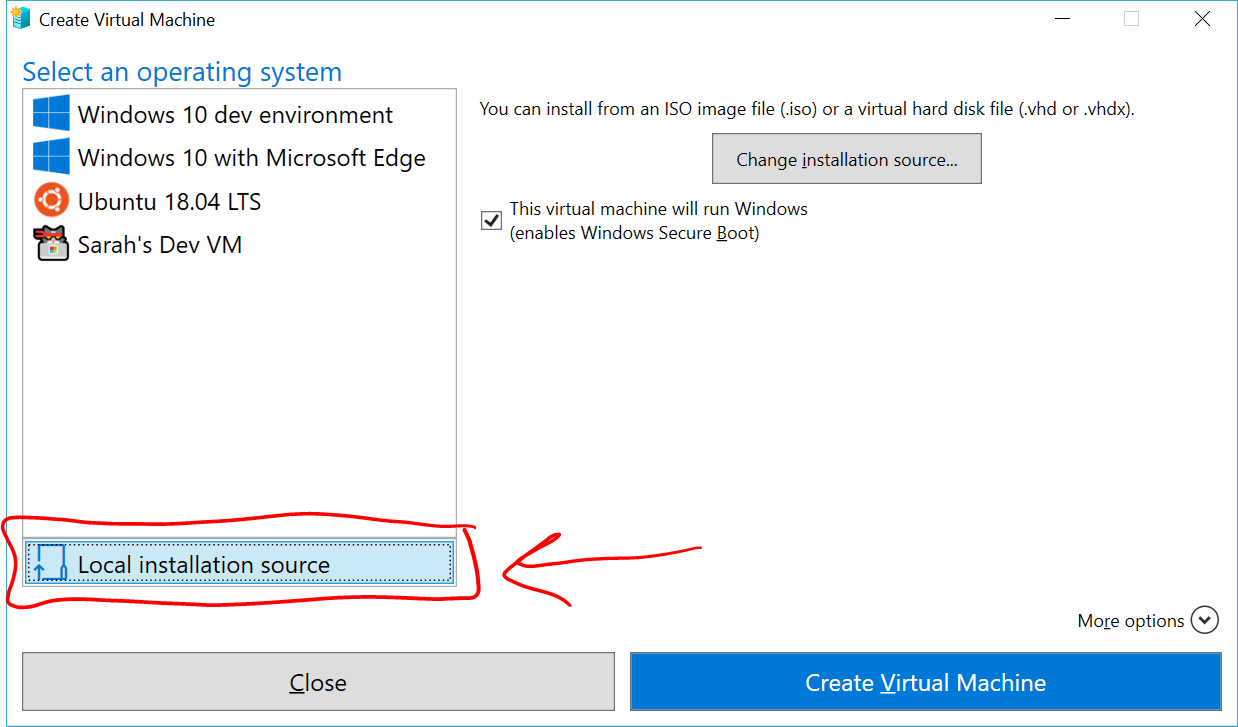 Create Virtual Machine
Select an operating system
Windows 10 dev environment
Windows 10 with Microsoft Edge
Ubuntu 18.04 LTS
Sarah's Dev VM
Local installation source
You can install from an ISO image file (.iso) or a virtual hard disk file (.vhd or .vhdx).
Change installation source...
This virtual machine will run Windows
(enables Windows Secure Boot)
More options
Close
Create Virtual Machine